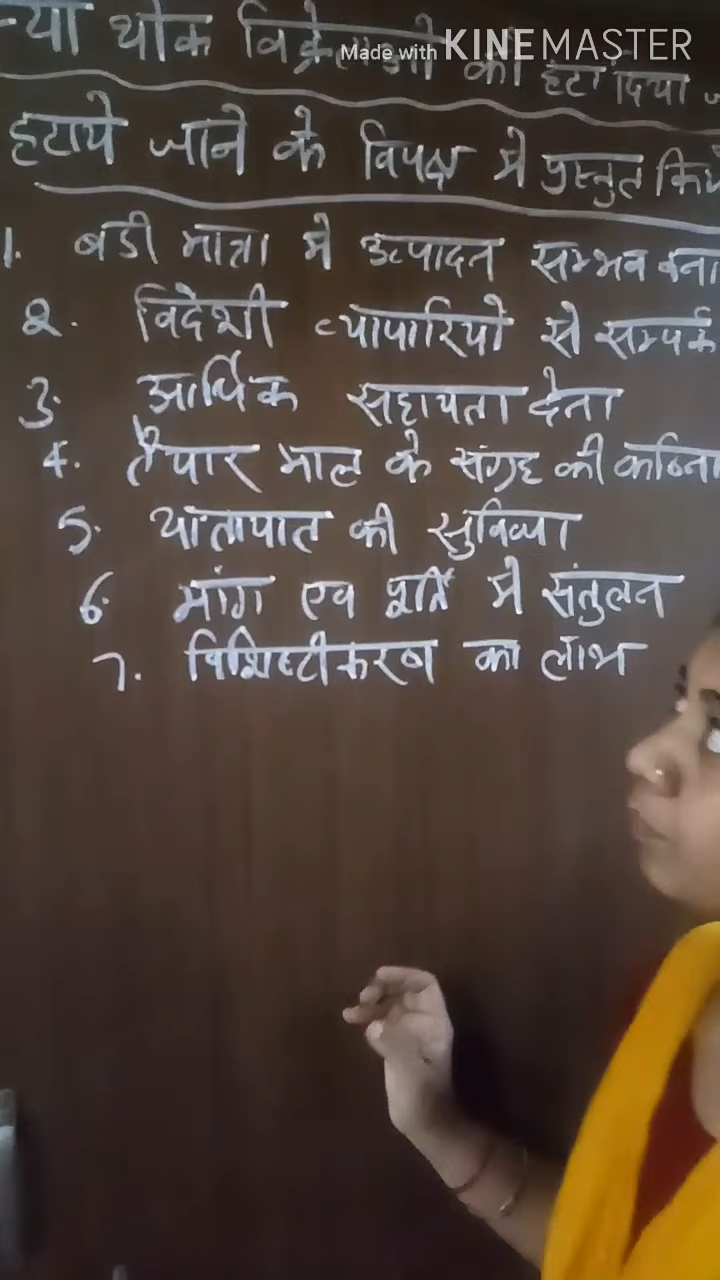 क्या थोक विक्रेताओ को हटा दिया
Made with KINEMASTER
हटाये जाने के विपक्ष मे प्रस्तुत किये
1. बडी मात्रा मे उत्पादन सम्भव बना
2. विदेशी व्यापारियो से सम्पर्क
3. आर्थिक सहायता देना
4. तैयार माल के संग्रह की कठिना
5. यातायात की सुविधा
6. मांग एव पूर्ति मे संतुलन
7. विशिष्टीकरण का लाभ